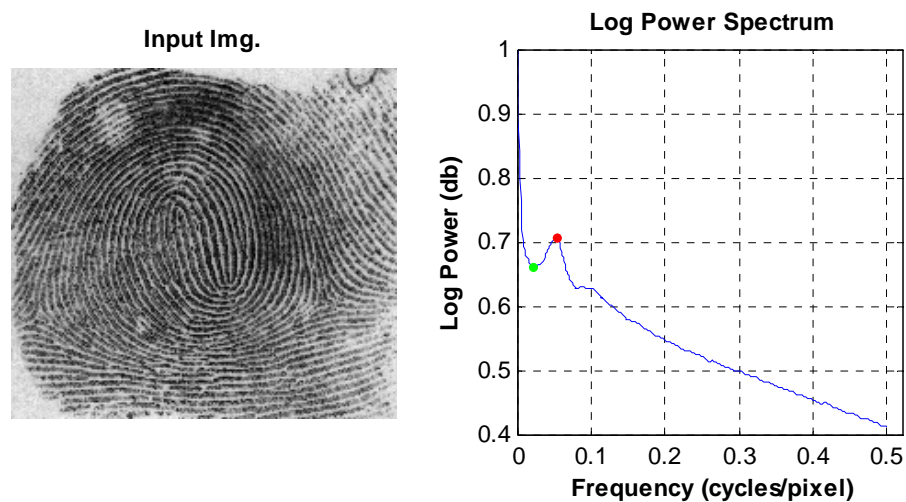 Input Img.
Log Power Spectrum
Log Power (db)
1
0.9
0.8
0.7
0.6
0.5
0.4
0 0.1 0.2 0.3 0.4 0.5
Frequency (cycles/pixel)